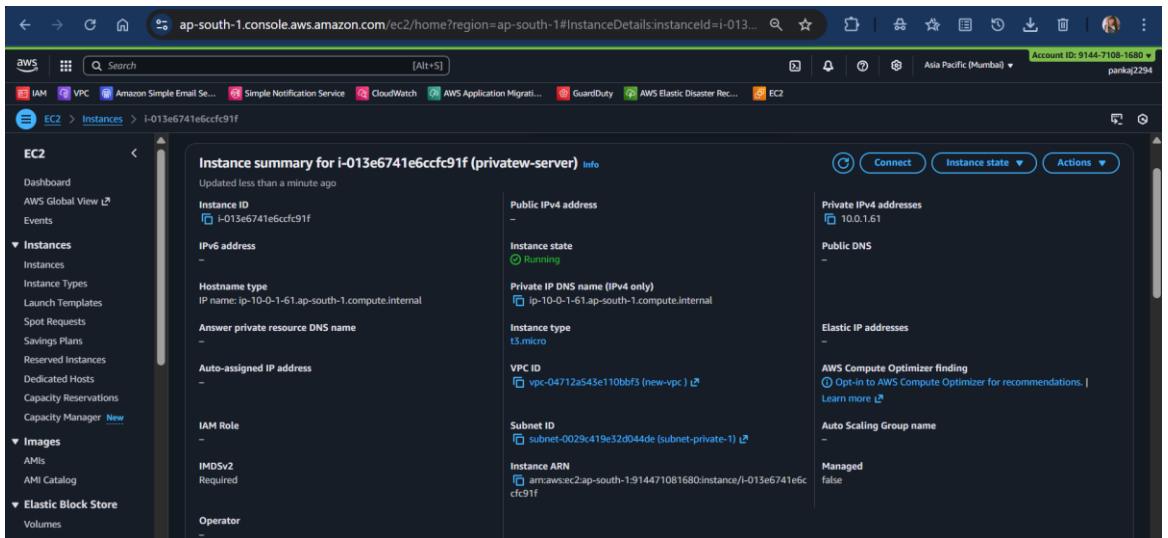 ap-south-1.console.aws.amazon.com/ec2/home?region=ap-south-1#InstanceDetails:instanceId=i-013...
aws
Search [Alt+S]
Asia Pacific (Mumbai)
Account ID: 9144-7108-1680
pankaj2294
IAM VPC Amazon Simple Email Se... Simple Notification Service CloudWatch AWS Application Migrati... GuardDuty AWS Elastic Disaster Rec... EC2
EC2 > Instances > i-013e6741e6ccfc91f
EC2
Dashboard
AWS Global View
Events
Instances
Instances
Instance Types
Launch Templates
Spot Requests
Savings Plans
Reserved Instances
Dedicated Hosts
Capacity Reservations
Capacity Manager New
Images
AMIs
AMI Catalog
Elastic Block Store
Volumes
Instance summary for i-013e6741e6ccfc91f (privatew-server) Info
Updated less than a minute ago
Connect
Instance state
Actions
Instance ID
i-013e6741e6ccfc91f
Public IPv4 address
–
Private IPv4 addresses
10.0.1.61
IPv6 address
–
Instance state
Running
Public DNS
–
Hostname type
IP name: ip-10-0-1-61.ap-south-1.compute.internal
Private IP DNS name (IPv4 only)
ip-10-0-1-61.ap-south-1.compute.internal
Answer private resource DNS name
–
Instance type
t3.micro
Elastic IP addresses
–
Auto-assigned IP address
–
VPC ID
vpc-04712a543e110bbf3 (new-vpc )
AWS Compute Optimizer finding
Opt-in to AWS Compute Optimizer for recommendations. |
Learn more
IAM Role
–
Subnet ID
subnet-0029c419e32d044de (subnet-private-1)
Auto Scaling Group name
–
IMDSv2
Required
Instance ARN
arn:aws:ec2:ap-south-1:914471081680:instance/i-013e6741e6c
cfc91f
Managed
false
Operator
–